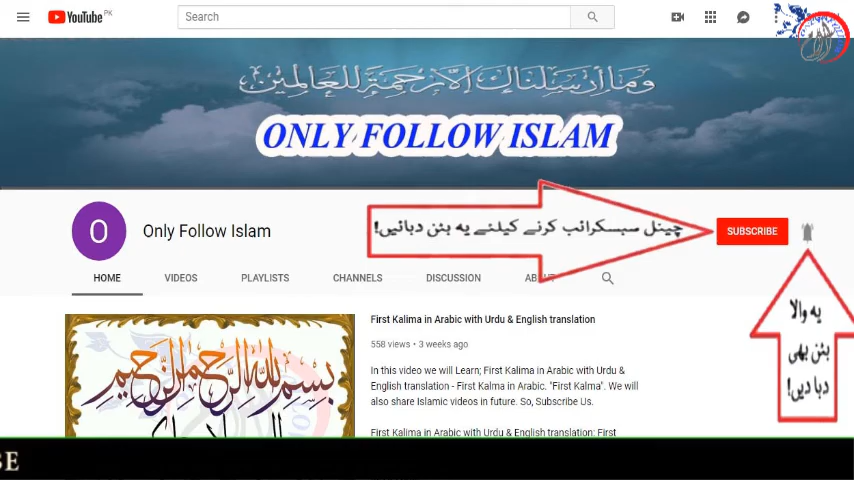 YouTube PK
Search
وما ارسلناك الا رحمة للعالمين
ONLY FOLLOW ISLAM
O
Only Follow Islam
چینل سبسکرائب کرنے کیلئے یہ بٹن دبائیں!
SUBSCRIBE
HOME
VIDEOS
PLAYLISTS
CHANNELS
DISCUSSION
یہ والا
بٹن بھی
دبا دیں!
بسم الله الرحمن الرحيم
First Kalima in Arabic with Urdu & English translation
558 views • 3 weeks ago
In this video we will Learn; First Kalima in Arabic with Urdu &
English translation - First Kalma in Arabic. "First Kalma". We will
also share Islamic videos in future. So, Subscribe Us.
First Kalima in Arabic with Urdu & English translation: First
BE